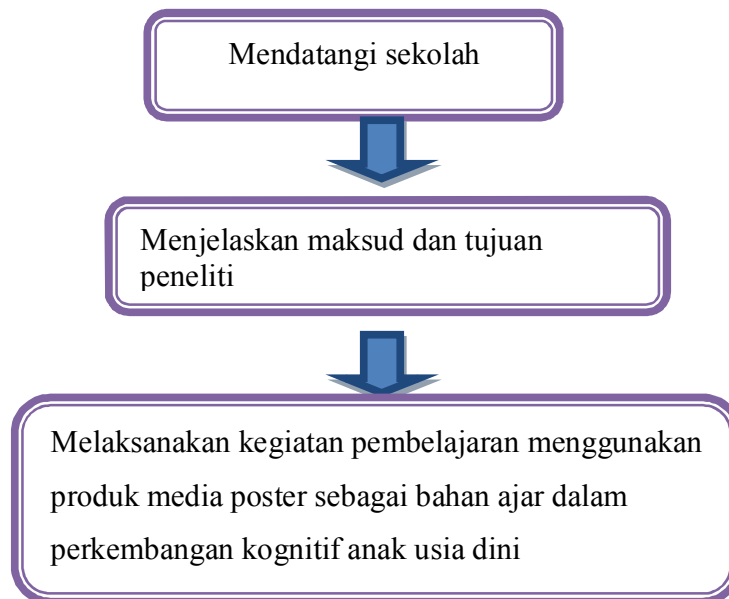 Mendatangi sekolah
Menjelaskan maksud dan tujuan
peneliti
Melaksanakan kegiatan pembelajaran menggunakan
produk media poster sebagai bahan ajar dalam
perkembangan kognitif anak usia dini